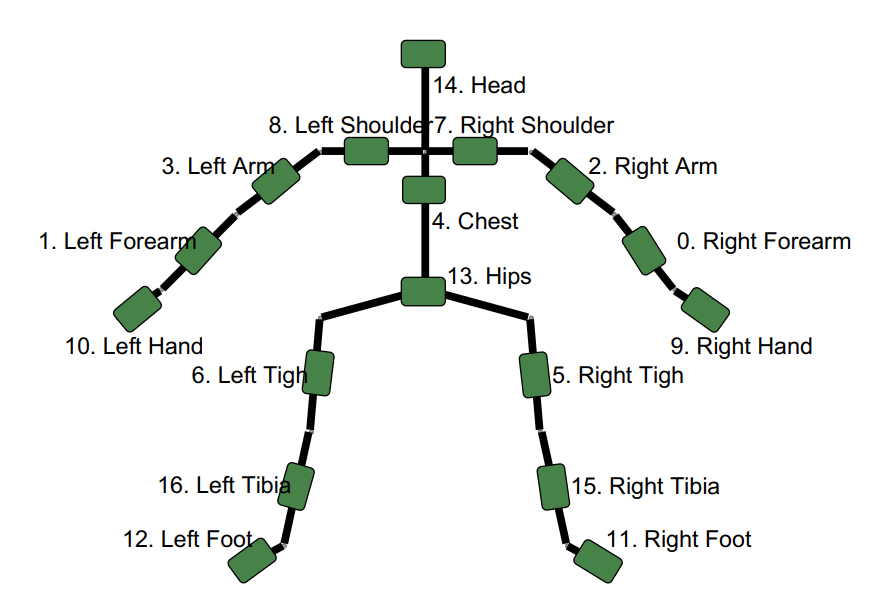 14. Head
8. Left Shoulder
7. Right Shoulder
3. Left Arm
2. Right Arm
4. Chest
1. Left Forearm
0. Right Forearm
13. Hips
10. Left Hand
9. Right Hand
6. Left Tigh
5. Right Tigh
16. Left Tibia
15. Right Tibia
12. Left Foot
11. Right Foot